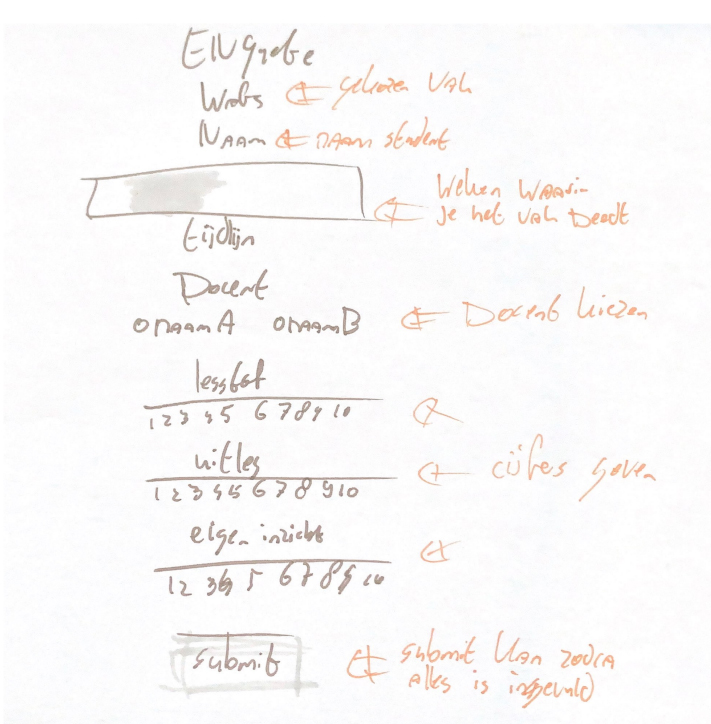 Webs gekozen vak
Naam naam student
Weken waarin
je het vak Deedt
tijdlijn
Docent
O naam A O naam B Docent kiezen
lesstof
1 2 3 4 5 6 7 8 9 10
uitleg cijfers geven
1 2 3 4 5 6 7 8 9 10
eigen inzicht
1 2 3 4 5 6 7 8 9 10
submit submit kan zodra
alles is ingevuld